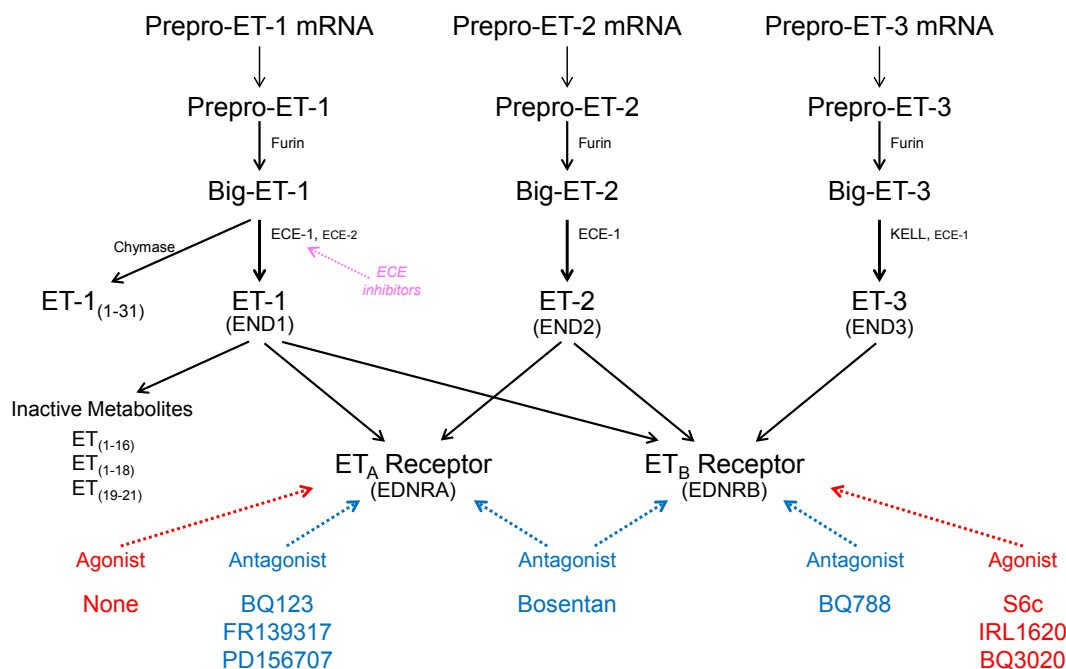 Prepro-ET-1 mRNA Prepro-ET-2 mRNA Prepro-ET-3 mRNA
Prepro-ET-1 Prepro-ET-2 Prepro-ET-3
Furin Furin Furin
Big-ET-1 Big-ET-2 Big-ET-3
Chymase ECE-1, ECE-2 ECE-1 KELL, ECE-1
ECE
inhibitors
ET-1(1-31) ET-1 ET-2 ET-3
(END1) (END2) (END3)
Inactive Metabolites
ET(1-16)
ET(1-18)
ET(19-21)
ETA Receptor ETB Receptor
(EDNRA) (EDNRB)
Agonist Antagonist Antagonist Antagonist Agonist
None BQ123 Bosentan BQ788 S6c
FR139317 IRL1620
PD156707 BQ3020